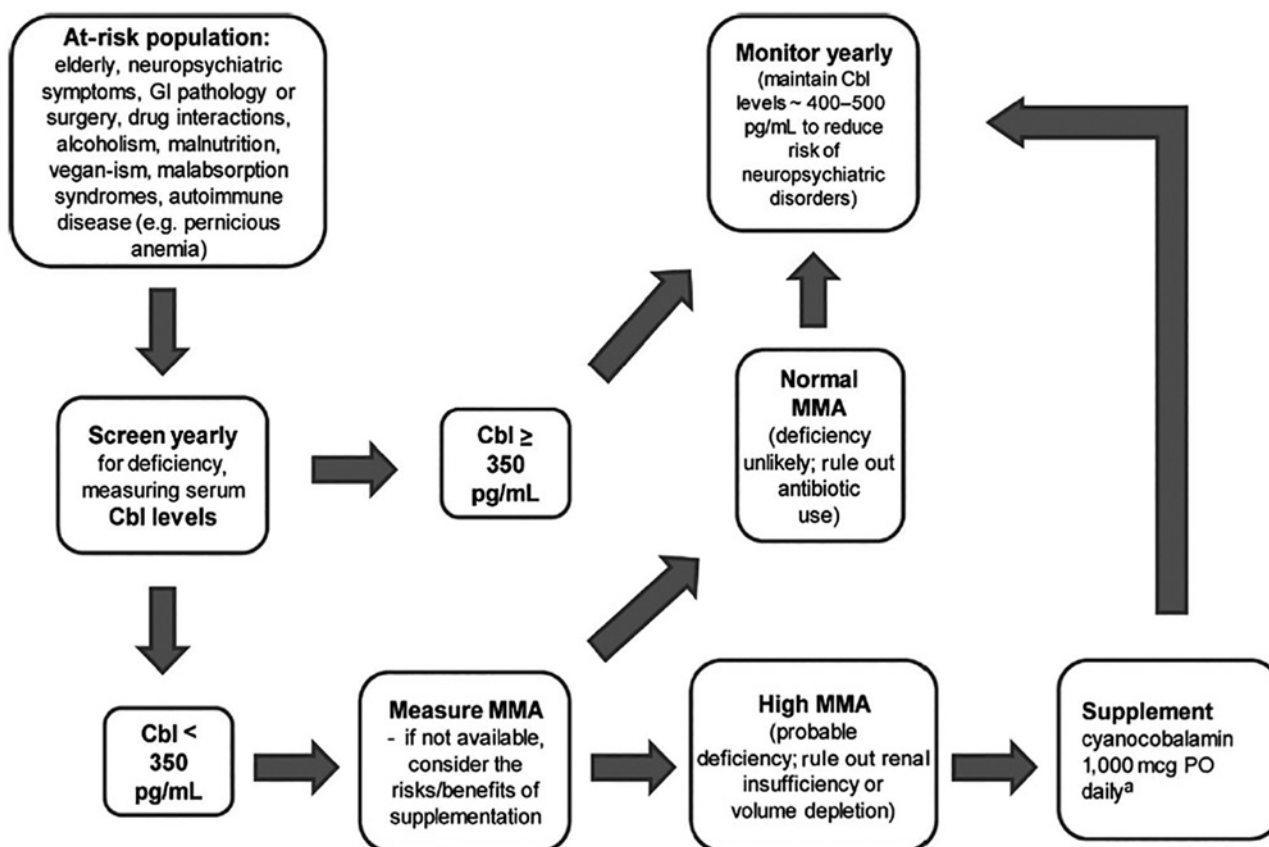 At-risk population:
elderly, neuropsychiatric
symptoms, GI pathology or
surgery, drug interactions,
alcoholism, malnutrition,
vegan-ism, malabsorption
syndromes, autoimmune
disease (e.g. pernicious
anemia)
Monitor yearly
(maintain Cbl
levels ~ 400–500
pg/mL to reduce
risk of
neuropsychiatric
disorders)
Screen yearly
for deficiency,
measuring serum
Cbl levels
Cbl ≥
350
pg/mL
Normal
MMA
(deficiency
unlikely; rule out
antibiotic
use)
Cbl <
350
pg/mL
Measure MMA
- if not available,
consider the
risks/benefits of
supplementation
High MMA
(probable
deficiency; rule out renal
insufficiency or
volume depletion)
Supplement
cyanocobalamin
1,000 mcg PO
dailyᵃ